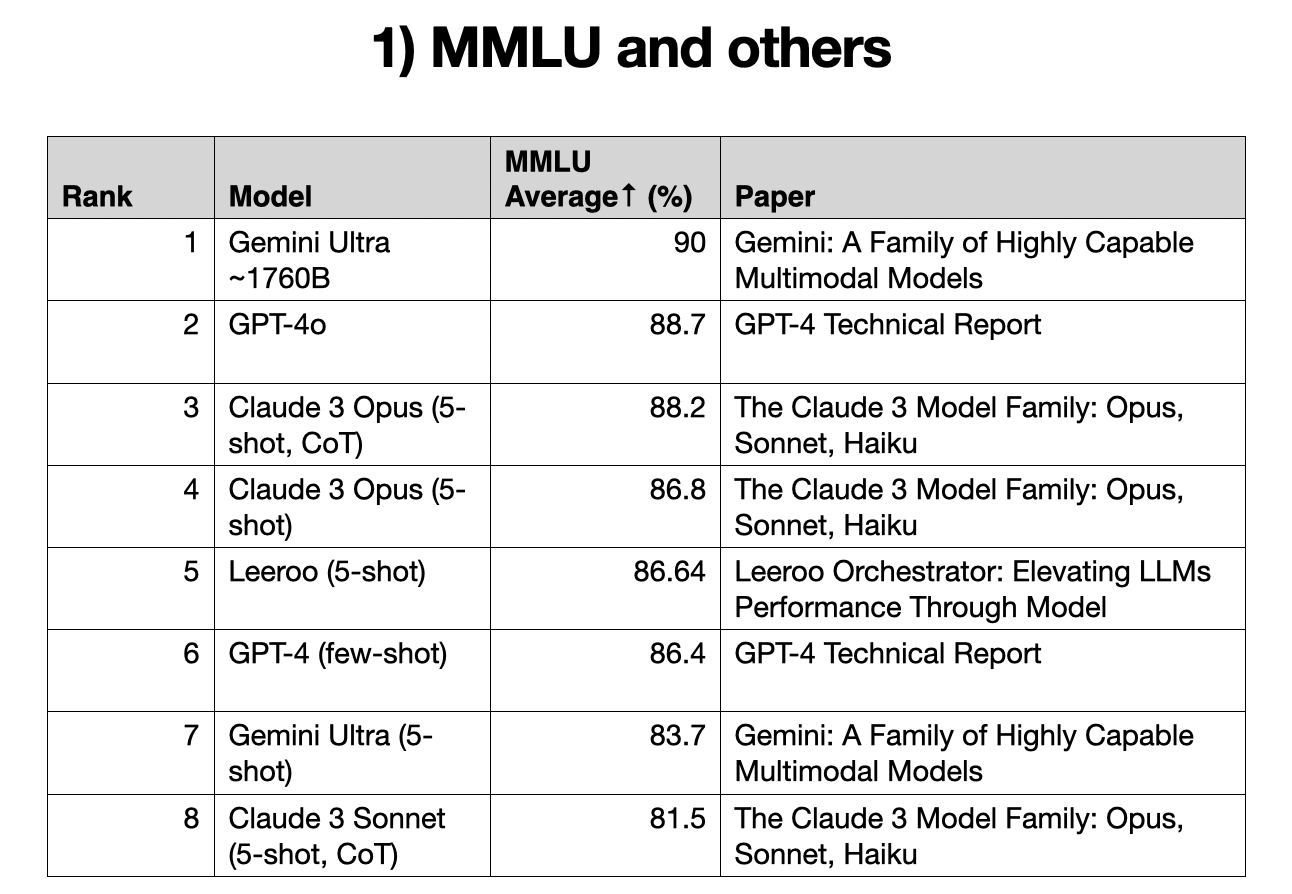 1) MMLU and others
Rank Model MMLU Average↑ (%) Paper
1 Gemini Ultra ~1760B 90 Gemini: A Family of Highly Capable Multimodal Models
2 GPT-4o 88.7 GPT-4 Technical Report
3 Claude 3 Opus (5-shot, CoT) 88.2 The Claude 3 Model Family: Opus, Sonnet, Haiku
4 Claude 3 Opus (5-shot) 86.8 The Claude 3 Model Family: Opus, Sonnet, Haiku
5 Leeroo (5-shot) 86.64 Leeroo Orchestrator: Elevating LLMs Performance Through Model
6 GPT-4 (few-shot) 86.4 GPT-4 Technical Report
7 Gemini Ultra (5-shot) 83.7 Gemini: A Family of Highly Capable Multimodal Models
8 Claude 3 Sonnet (5-shot, CoT) 81.5 The Claude 3 Model Family: Opus, Sonnet, Haiku